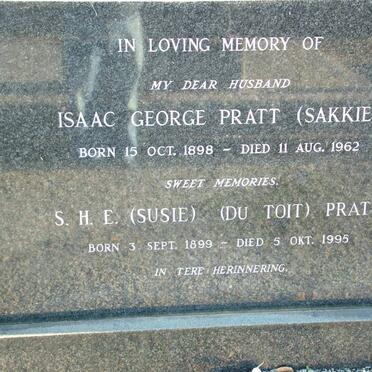 IN LOVING MEMORY OF
MY DEAR HUSBAND
ISAAC GEORGE PRATT (SAKKIE
BORN 15 OCT. 1898 – DIED 11 AUG. 1962
SWEET MEMORIES.
S. H. E. (SUSIE) (DU TOIT) PRAT
BORN 3 SEPT. 1899 – DIED 5 OKT. 1995
IN TERE HERINNERING.